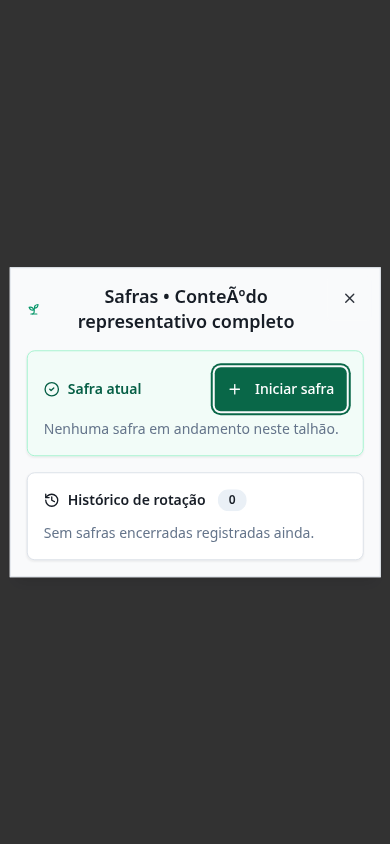 Safras • ConteÃºdo
representativo completo
Safra atual
Iniciar safra
Nenhuma safra em andamento neste talhão.
Histórico de rotação 0
Sem safras encerradas registradas ainda.